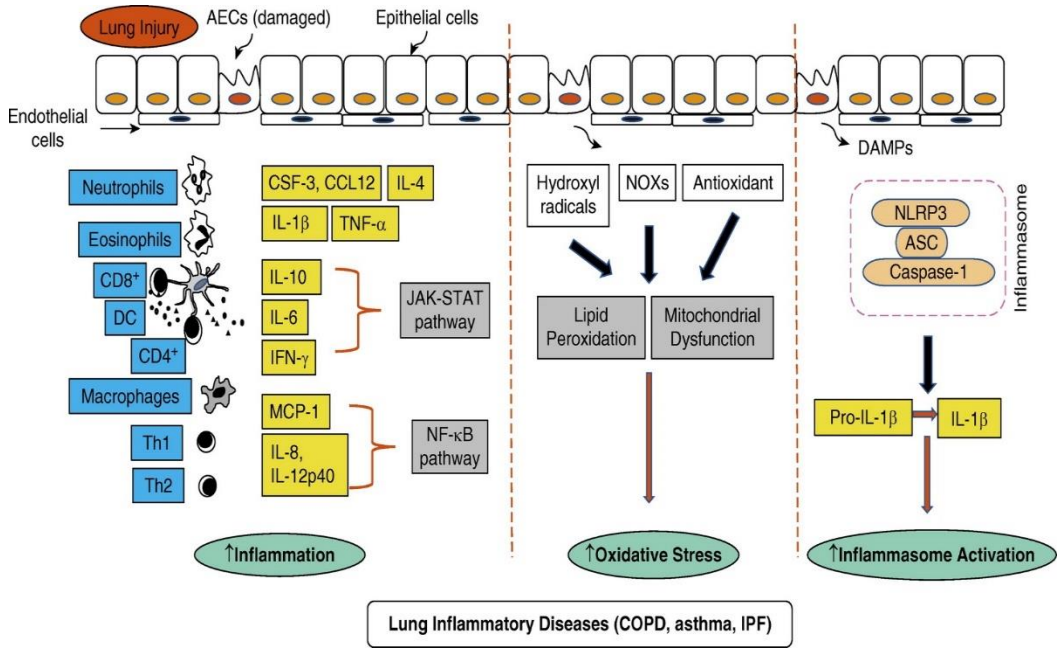 Lung Injury
AECs (damaged)
Epithelial cells
Endothelial
cells
Neutrophils
Eosinophils
CD8+
DC
CD4+
Macrophages
Th1
Th2
CSF-3, CCL12
IL-4
IL-1β
TNF-α
IL-10
IL-6
IFN-γ
JAK-STAT
pathway
MCP-1
IL-8,
IL-12p40
NF-κB
pathway
↑Inflammation
Hydroxyl
radicals
NOXs
Antioxidant
Lipid
Peroxidation
Mitochondrial
Dysfunction
↑Oxidative Stress
DAMPs
NLRP3
ASC
Caspase-1
Inflammasome
Pro-IL-1β
IL-1β
↑Inflammasome Activation
Lung Inflammatory Diseases (COPD, asthma, IPF)